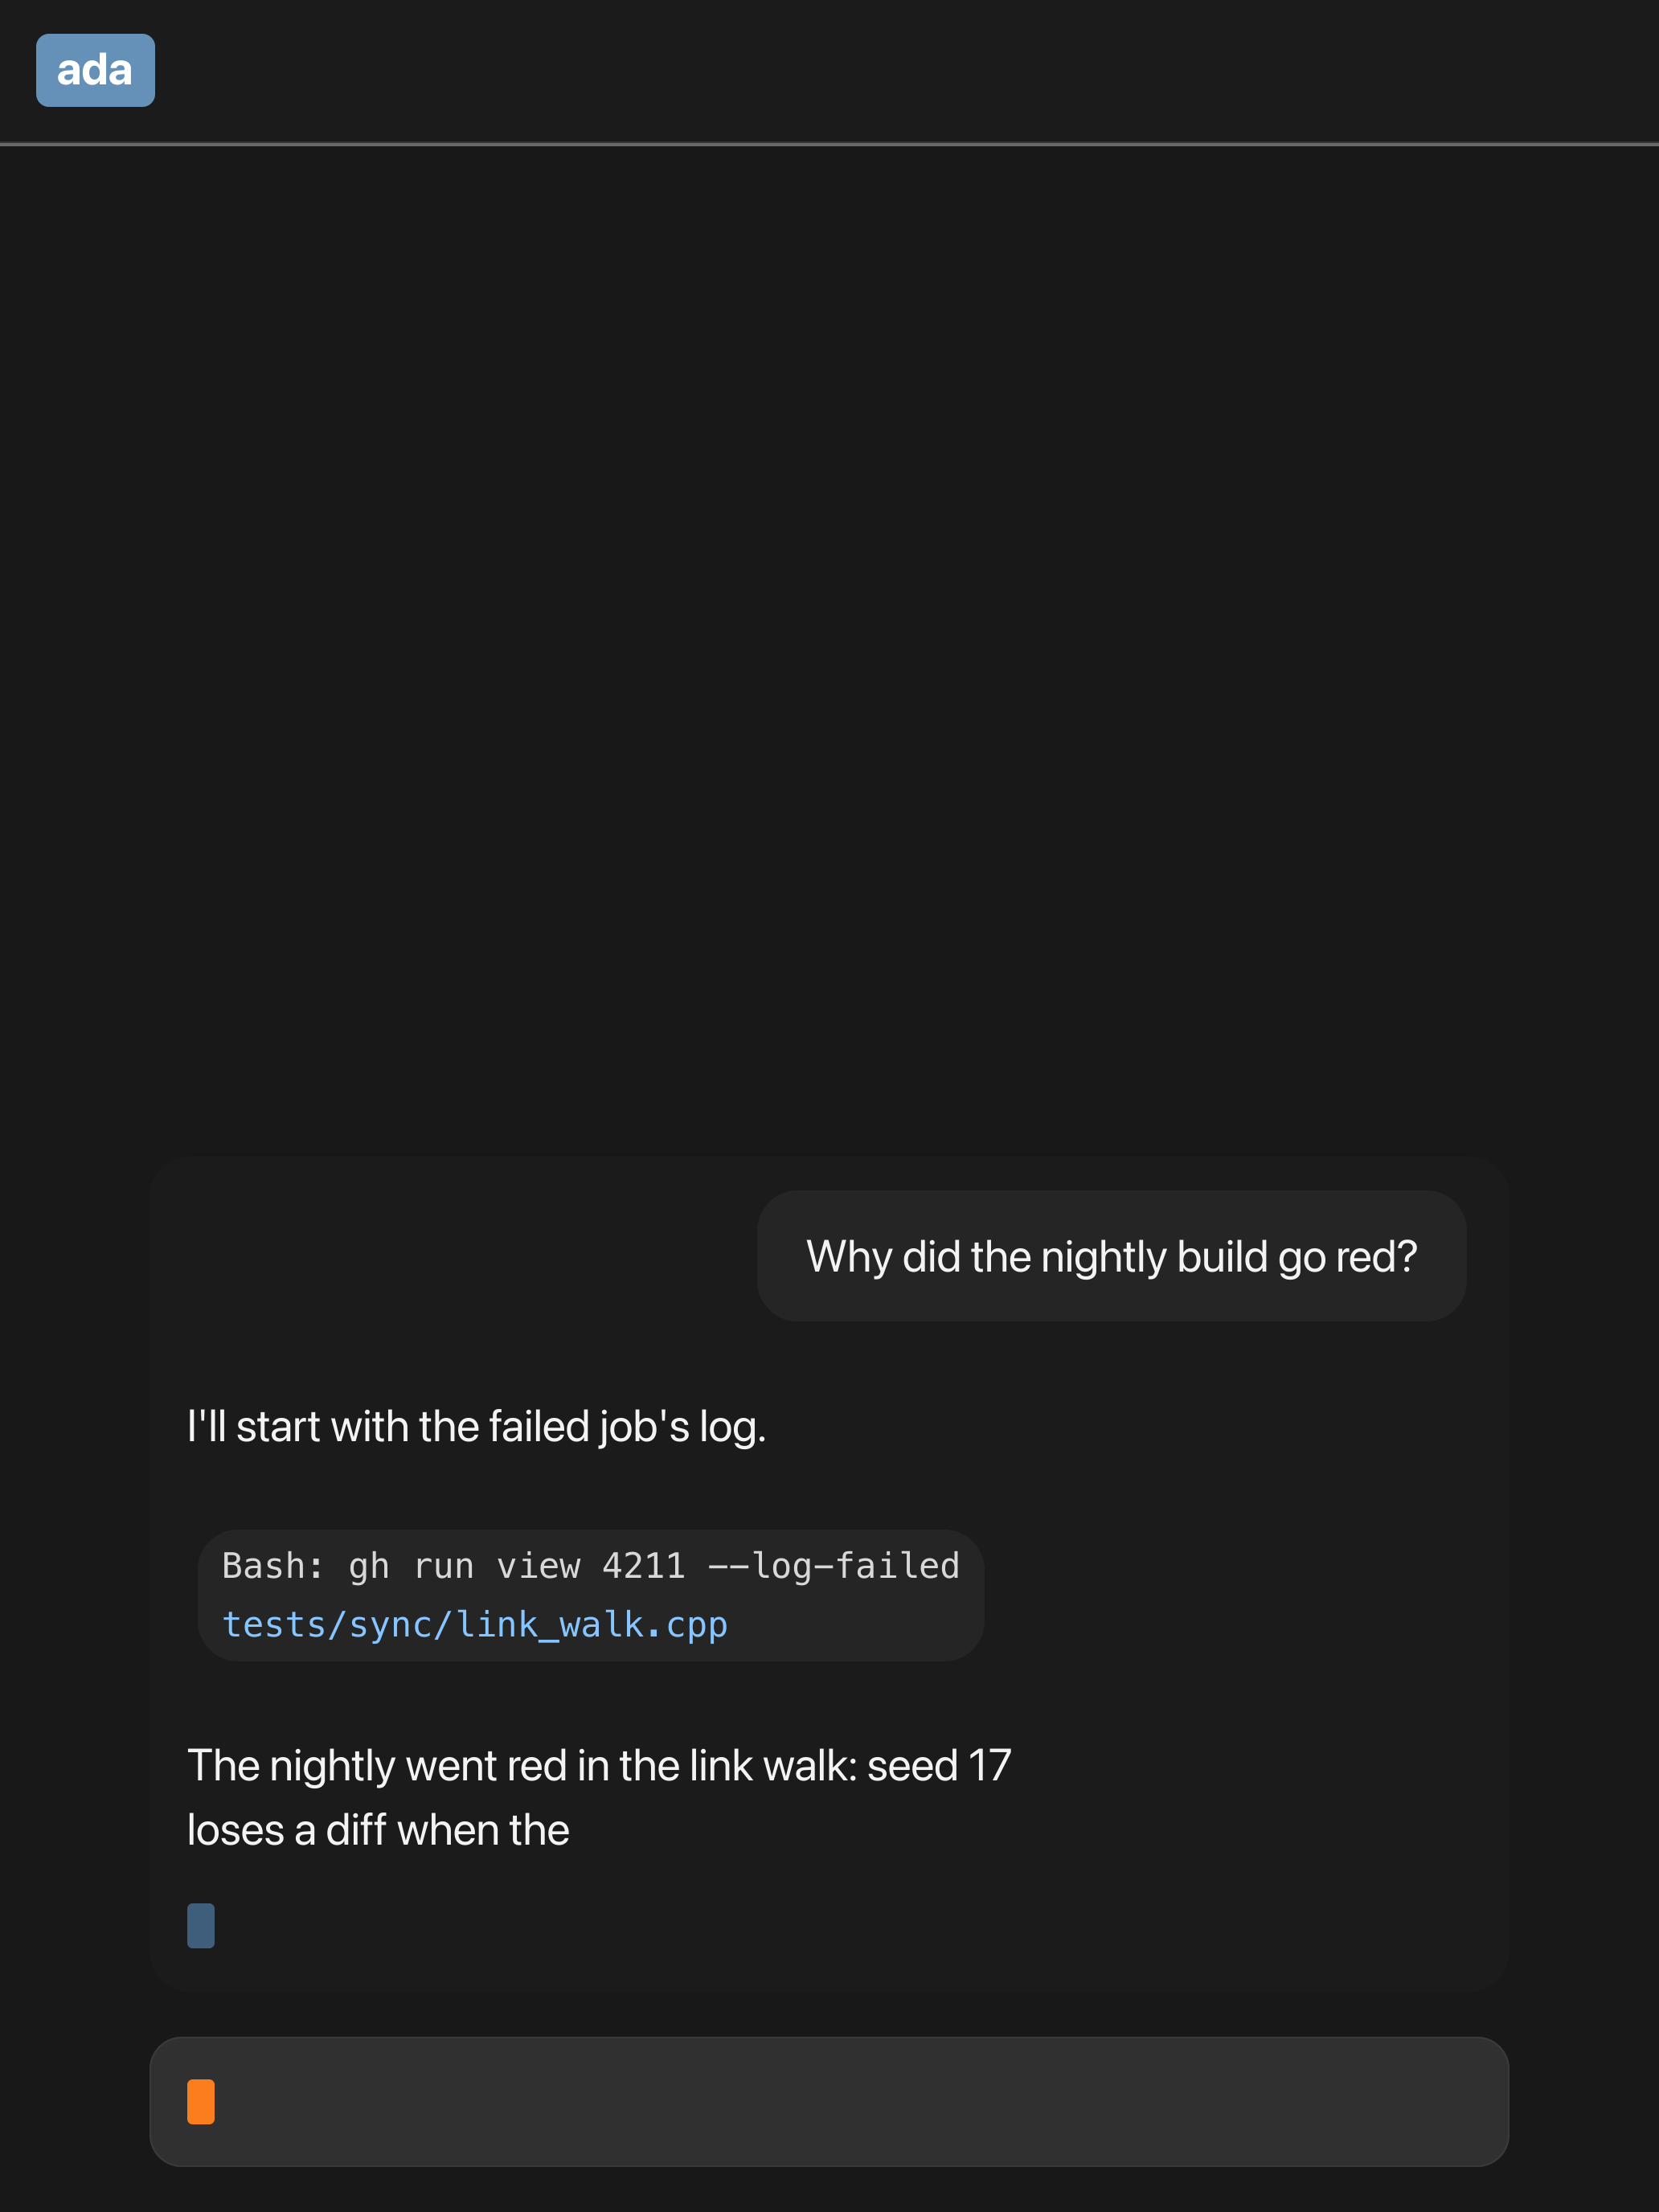 ada
Why did the nightly build go red?
I'll start with the failed job's log.
Bash: gh run view 4211 --log-failed
tests/sync/link_walk.cpp
The nightly went red in the link walk: seed 17
loses a diff when the